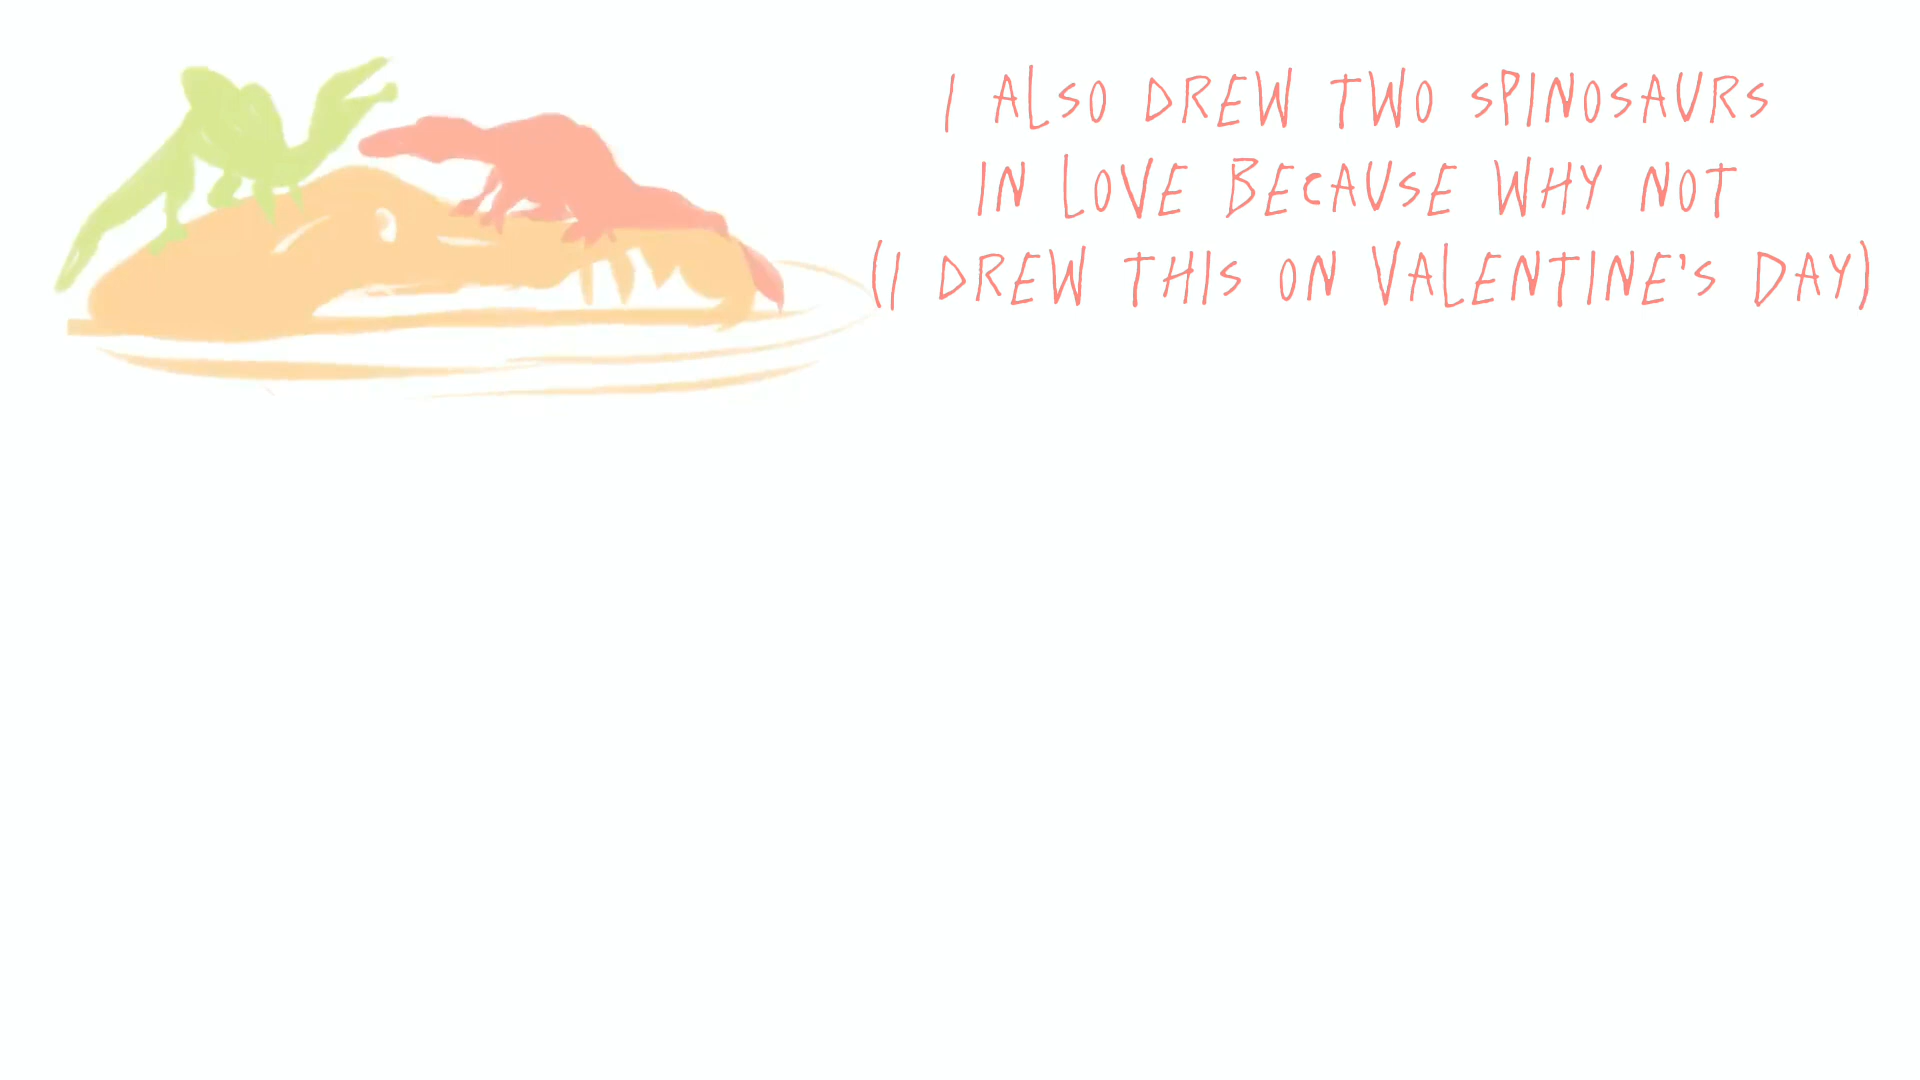 I ALSO DREW TWO SPINOSAURS
IN LOVE BECAUSE WHY NOT
(I DREW THIS ON VALENTINE'S DAY)